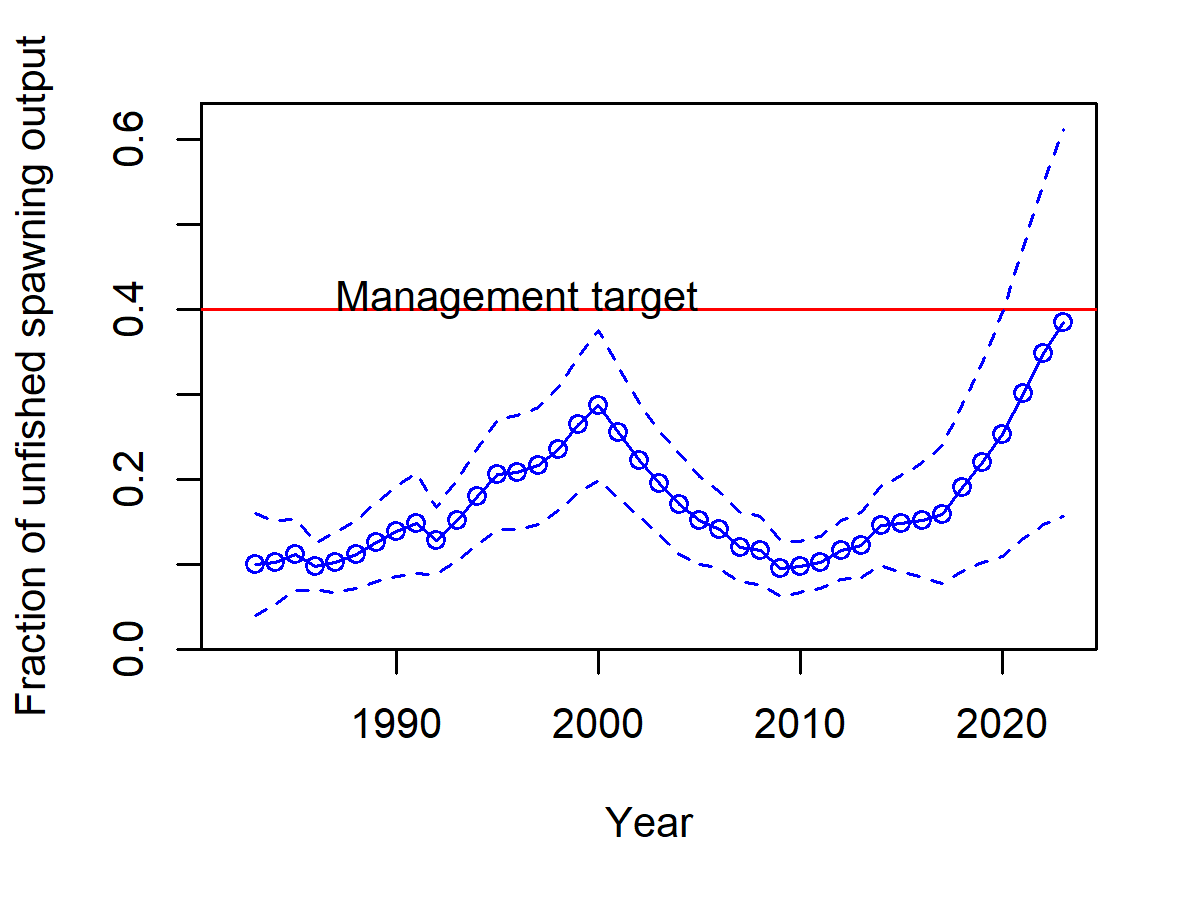 Fraction of unfished spawning output
0.6
0.4
0.2
0.0
Management target
1990 2000 2010 2020
Year